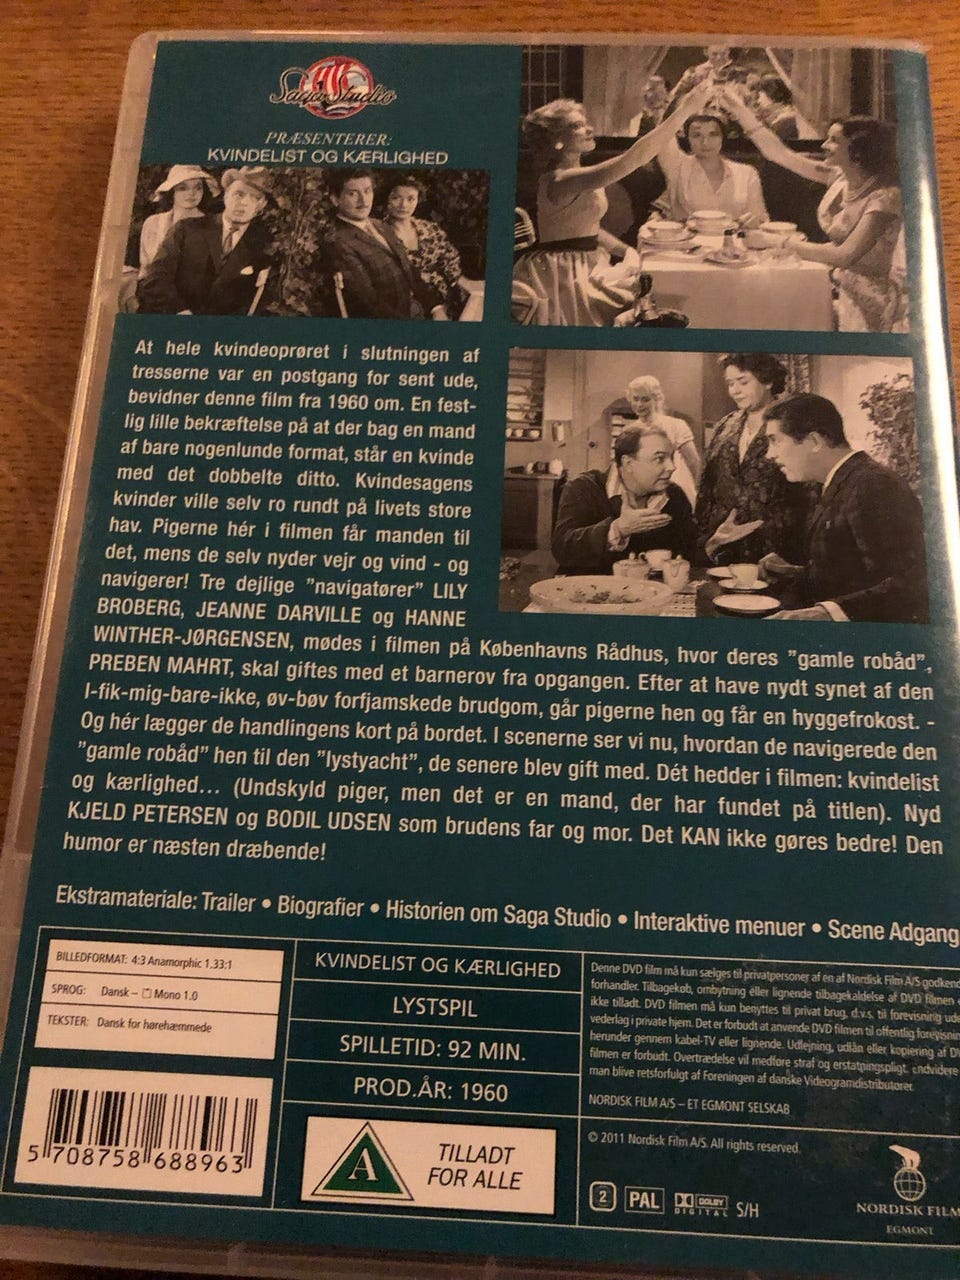 Saga Studio
PRÆSENTERER:
KVINDELIST OG KÆRLIGHED
At hele kvindeoprøret i slutningen af
tresserne var en postgang for sent ude,
bevidner denne film fra 1960 om. En fest-
lig lille bekræftelse på at der bag en mand
af bare nogenlunde format, står en kvinde
med det dobbelte ditto. Kvindesagens
kvinder ville selv ro rundt på livets store
hav. Pigerne hér i filmen får manden til
det, mens de selv nyder vejr og vind - og
navigerer! Tre dejlige "navigatører" LILY
BROBERG, JEANNE DARVILLE og HANNE
WINTHER-JØRGENSEN, mødes i filmen på Københavns Rådhus, hvor deres "gamle robåd",
PREBEN MAHRT, skal giftes med et barnerov fra opgangen. Efter at have nydt synet af den
I-fik-mig-bare-ikke, øv-bøv forfjamskede brudgom, går pigerne hen og får en hyggefrokost. -
Og hér lægger de handlingens kort på bordet. I scenerne ser vi nu, hvordan de navigerede den
"gamle robåd" hen til den "lystyacht", de senere blev gift med. Dét hedder i filmen: kvindelist
og kærlighed... (Undskyld piger, men det er en mand, der har fundet på titlen). Nyd
KJELD PETERSEN og BODIL UDSEN som brudens far og mor. Det KAN ikke gøres bedre! Den
humor er næsten dræbende!
Ekstramateriale: Trailer • Biografier • Historien om Saga Studio • Interaktive menuer • Scene Adgang
BILLEDFORMAT: 4:3 Anamorphic 1.33:1
SPROG: Dansk – Mono 1.0
TEKSTER: Dansk for hørehæmmede
5 708758 688963
KVINDELIST OG KÆRLIGHED
LYSTSPIL
SPILLETID: 92 MIN.
PROD.ÅR: 1960
A
TILLADT
FOR ALLE
Denne DVD film må kun sælges til privatpersoner af en af Nordisk Film A/S godkend
forhandler. Tilbagekøb, ombytning eller lignende tilbagekaldelse af DVD filmen e
ikke tilladt. DVD filmen må kun benyttes til privat brug, d.v.s. til forevisning ude
vederlag i private hjem. Det er forbudt at anvende DVD filmen til offentlig forevisnin
herunder gennem kabel-TV eller lignende. Udlejning, udlån eller kopiering af DV
filmen er forbudt. Overtrædelse vil medføre straf og erstatningspligt. Endvidere
man blive retsforfulgt af Foreningen af danske Videogramdistributører.
NORDISK FILM A/S – ET EGMONT SELSKAB
© 2011 Nordisk Film A/S. All rights reserved.
2 PAL DOLBY DIGITAL S/H
NORDISK FILM
EGMONT